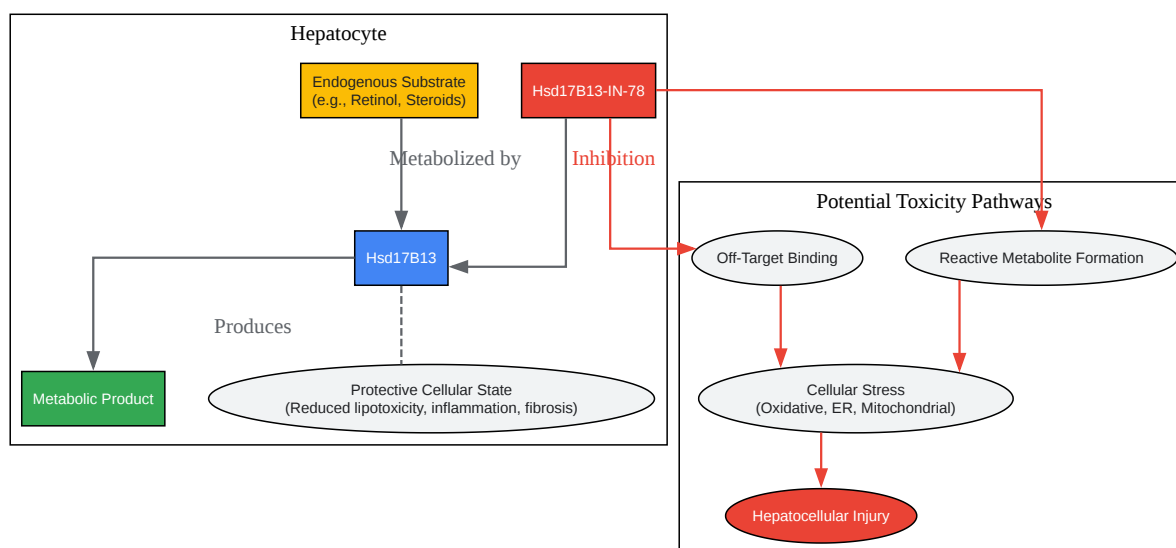 Hepatocyte
Endogenous Substrate
(e.g., Retinol, Steroids)
Hsd17B13-IN-78
Metabolized by
Inhibition
Potential Toxicity Pathways
Hsd17B13
Off-Target Binding
Reactive Metabolite Formation
Produces
Metabolic Product
Protective Cellular State
(Reduced lipotoxicity, inflammation, fibrosis)
Cellular Stress
(Oxidative, ER, Mitochondrial)
Hepatocellular Injury